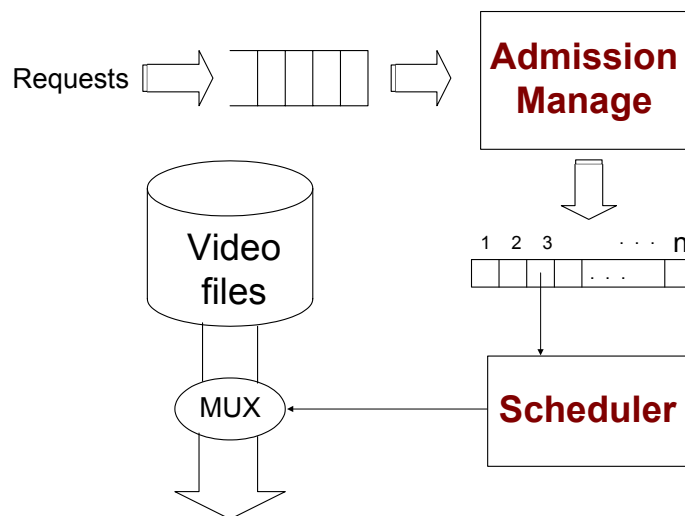 Requests
Admission
Manage
Video
files
1 2 3 . . . n
. . .
MUX
Scheduler